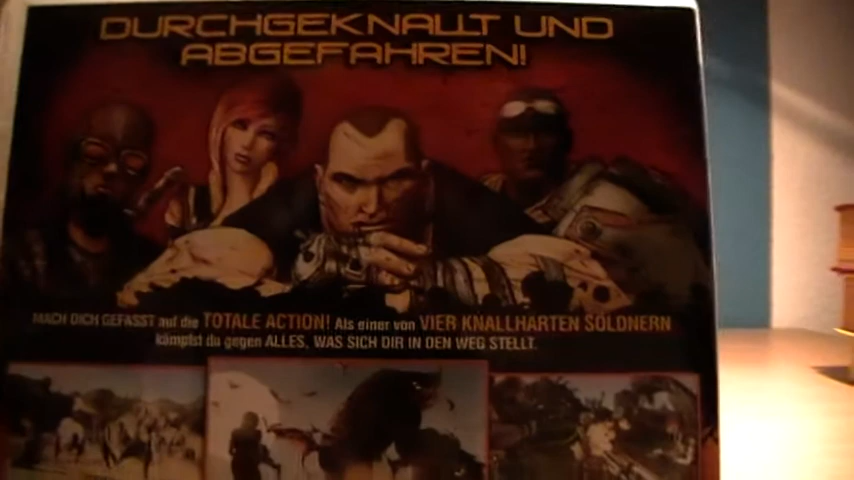 DURCHGEKNALLT UND
ABGEFAHREN!
MACH DICH GEFASST auf die TOTALE ACTION! Als einer von VIER KNALLHARTEN SÖLDNERN
kämpfst du gegen ALLES, WAS SICH DIR IN DEN WEG STELLT.